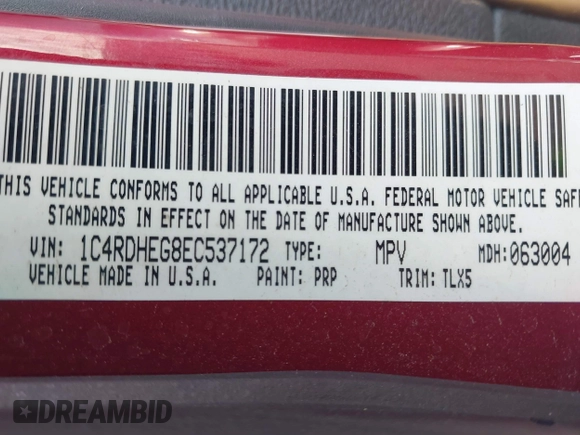 THIS VEHICLE CONFORMS TO ALL APPLICABLE U.S.A. FEDERAL MOTOR VEHICLE SAFE
STANDARDS IN EFFECT ON THE DATE OF MANUFACTURE SHOWN ABOVE.
VIN: 1C4RDHEG8EC537172 TYPE: MPV MDH:063004
VEHICLE MADE IN U.S.A. PAINT: PRP TRIM: TLX5
DREAMBID